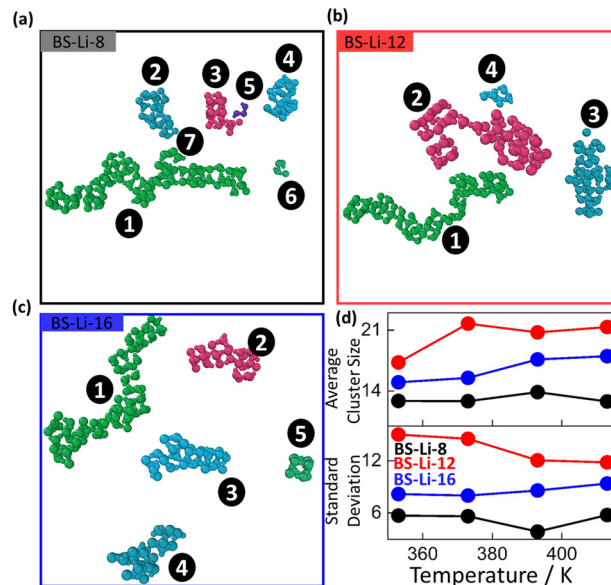 (a)
BS-Li-8
2
3
5
4
7
1
6
(b)
BS-Li-12
4
2
3
1
(c)
BS-Li-16
1
2
5
3
4
(d)
Average
Cluster Size
21
14
Standard
Deviation
12
6
BS-Li-8
BS-Li-12
BS-Li-16
360 380 400
Temperature / K